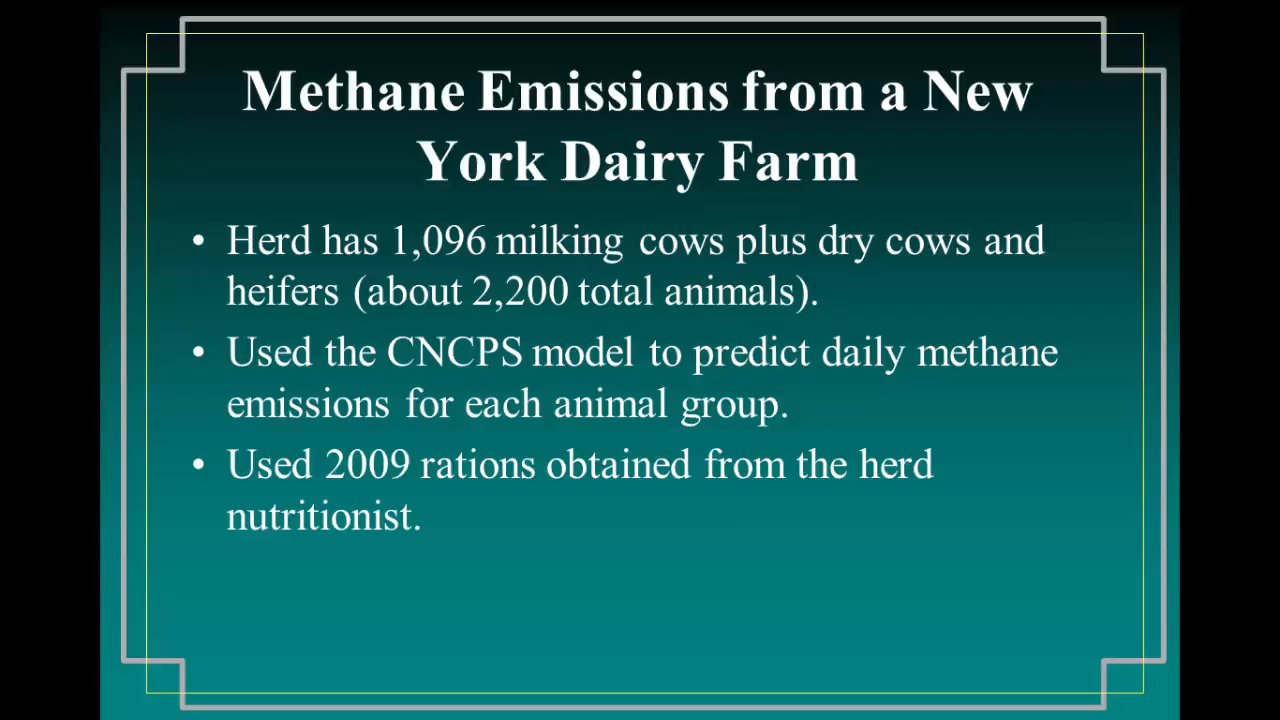 Methane Emissions from a New
York Dairy Farm
• Herd has 1,096 milking cows plus dry cows and
heifers (about 2,200 total animals).
• Used the CNCPS model to predict daily methane
emissions for each animal group.
• Used 2009 rations obtained from the herd
nutritionist.